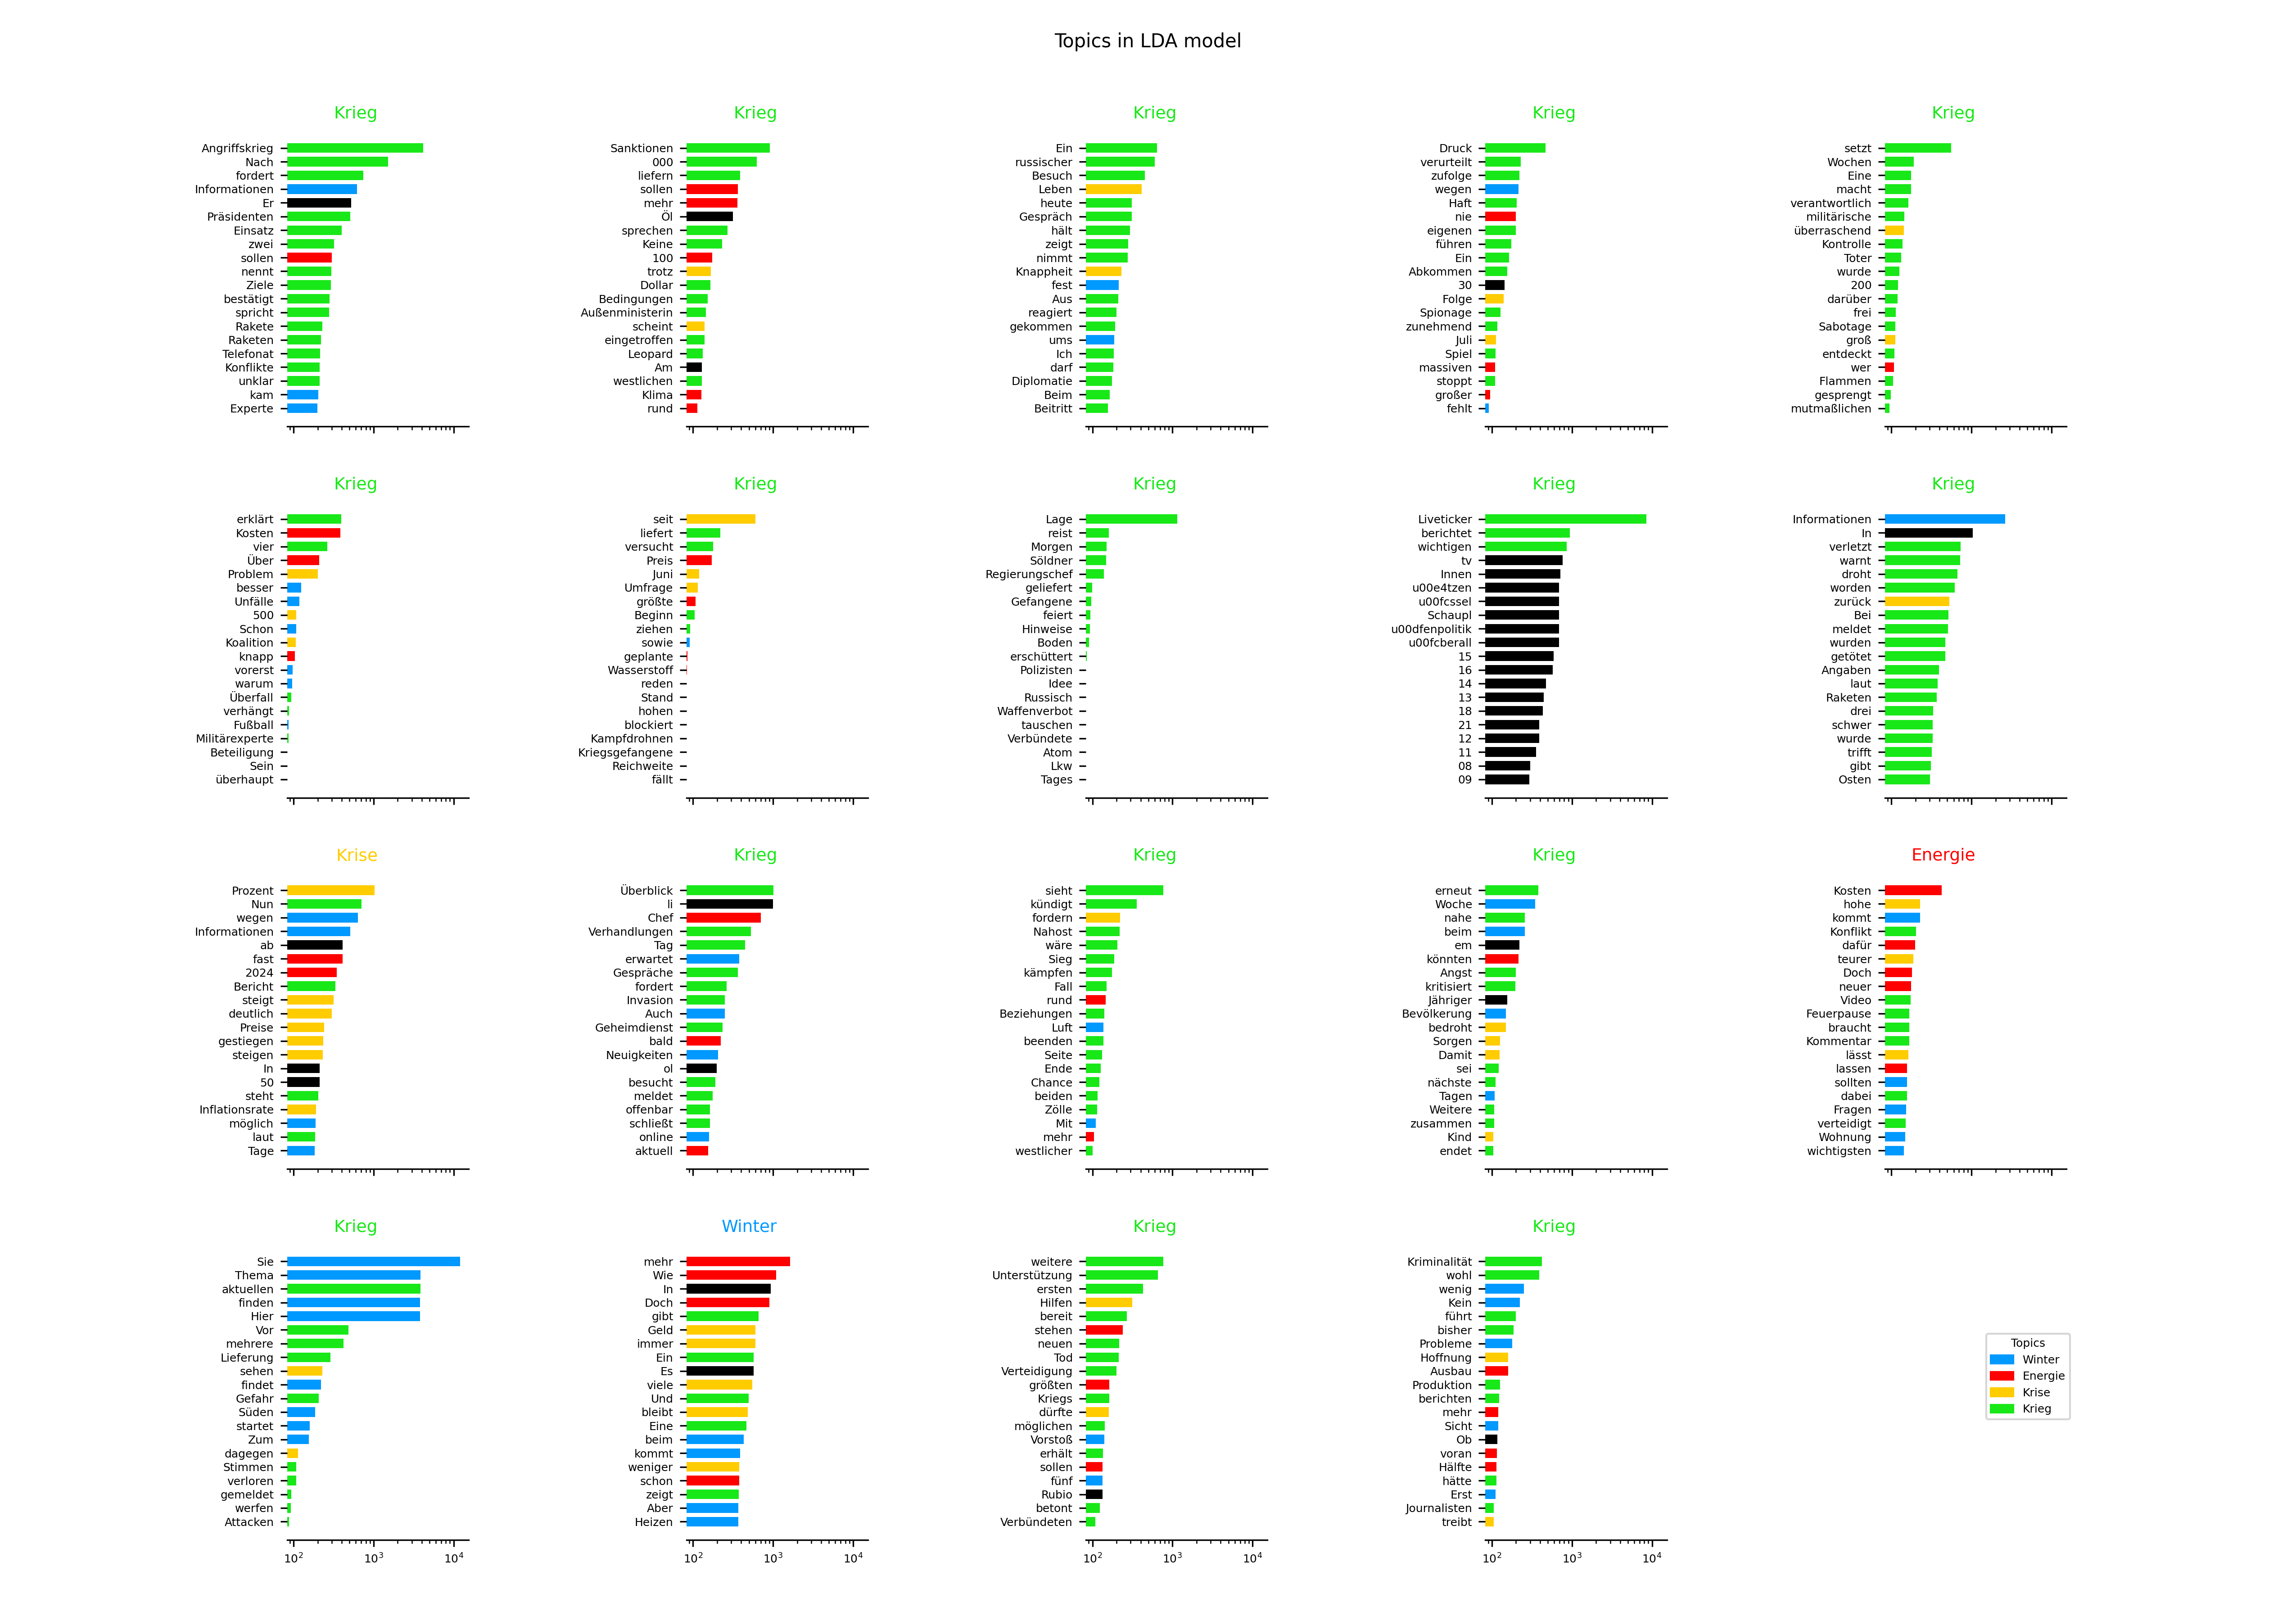 Topics in LDA model
Krieg
Angriffskrieg
Nach
fordert
Informationen
Er
Präsidenten
Einsatz
zwei
sollen
nennt
Ziele
bestätigt
spricht
Rakete
Raketen
Telefonat
Konflikte
unklar
kam
Experte
Krieg
Sanktionen
000
liefern
sollen
mehr
Öl
sprechen
Keine
100
trotz
Dollar
Bedingungen
Außenministerin
scheint
eingetroffen
Leopard
Am
westlichen
Klima
rund
Krieg
Ein
russischer
Besuch
Leben
heute
Gespräch
hält
zeigt
nimmt
Knappheit
fest
Aus
reagiert
gekommen
ums
Ich
darf
Diplomatie
Beim
Beitritt
Krieg
Druck
verurteilt
zufolge
wegen
Haft
nie
eigenen
führen
Ein
Abkommen
30
Folge
Spionage
zunehmend
Juli
Spiel
massiven
stoppt
großer
fehlt
Krieg
setzt
Wochen
Eine
macht
verantwortlich
militärische
überraschend
Kontrolle
Toter
wurde
200
darüber
frei
Sabotage
groß
entdeckt
wer
Flammen
gesprengt
mutmaßlichen
Krieg
erklärt
Kosten
vier
Über
Problem
besser
Unfälle
500
Schon
Koalition
knapp
vorerst
warum
Überfall
verhängt
Fußball
Militärexperte
Beteiligung
Sein
überhaupt
Krieg
seit
liefert
versucht
Preis
Juni
Umfrage
größte
Beginn
ziehen
sowie
geplante
Wasserstoff
reden
Stand
hohen
blockiert
Kampfdrohnen
Kriegsgefangene
Reichweite
fällt
Krieg
Lage
reist
Morgen
Söldner
Regierungschef
geliefert
Gefangene
feiert
Hinweise
Boden
erschüttert
Polizisten
Idee
Russisch
Waffenverbot
tauschen
Verbündete
Atom
Lkw
Tages
Krieg
Liveticker
berichtet
wichtigen
tv
Innen
u00e4tzen
u00fcssel
Schaupl
u00dfenpolitik
u00fcberall
15
16
14
13
18
21
12
11
08
09
Krieg
Informationen
In
verletzt
warnt
droht
worden
zurück
Bei
meldet
wurden
getötet
Angaben
laut
Raketen
drei
schwer
wurde
trifft
gibt
Osten
Krise
Prozent
Nun
wegen
Informationen
ab
fast
2024
Bericht
steigt
deutlich
Preise
gestiegen
steigen
In
50
steht
Inflationsrate
möglich
laut
Tage
Krieg
Überblick
li
Chef
Verhandlungen
Tag
erwartet
Gespräche
fordert
Invasion
Auch
Geheimdienst
bald
Neuigkeiten
ol
besucht
meldet
offenbar
schließt
online
aktuell
Krieg
sieht
kündigt
fordern
Nahost
wäre
Sieg
kämpfen
Fall
rund
Beziehungen
Luft
beenden
Seite
Ende
Chance
beiden
Zölle
Mit
mehr
westlicher
Krieg
erneut
Woche
nahe
beim
em
könnten
Angst
kritisiert
Jähriger
Bevölkerung
bedroht
Sorgen
Damit
sei
nächste
Tagen
Weitere
zusammen
Kind
endet
Energie
Kosten
hohe
kommt
Konflikt
dafür
teurer
Doch
neuer
Video
Feuerpause
braucht
Kommentar
lässt
lassen
sollten
dabei
Fragen
verteidigt
Wohnung
wichtigsten
Krieg
Sie
Thema
aktuellen
finden
Hier
Vor
mehrere
Lieferung
sehen
findet
Gefahr
Süden
startet
Zum
dagegen
Stimmen
verloren
gemeldet
werfen
Attacken
10² 10³ 10⁴
Winter
mehr
Wie
In
Doch
gibt
Geld
immer
Ein
Es
viele
Und
bleibt
Eine
beim
kommt
weniger
schon
zeigt
Aber
Heizen
10² 10³ 10⁴
Krieg
weitere
Unterstützung
ersten
Hilfen
bereit
stehen
neuen
Tod
Verteidigung
größten
Kriegs
dürfte
möglichen
Vorstoß
erhält
sollen
fünf
Rubio
betont
Verbündeten
10² 10³ 10⁴
Krieg
Kriminalität
wohl
wenig
Kein
führt
bisher
Probleme
Hoffnung
Ausbau
Produktion
berichten
mehr
Sicht
Ob
voran
Hälfte
hätte
Erst
Journalisten
treibt
10² 10³ 10⁴
Topics
Winter
Energie
Krise
Krieg